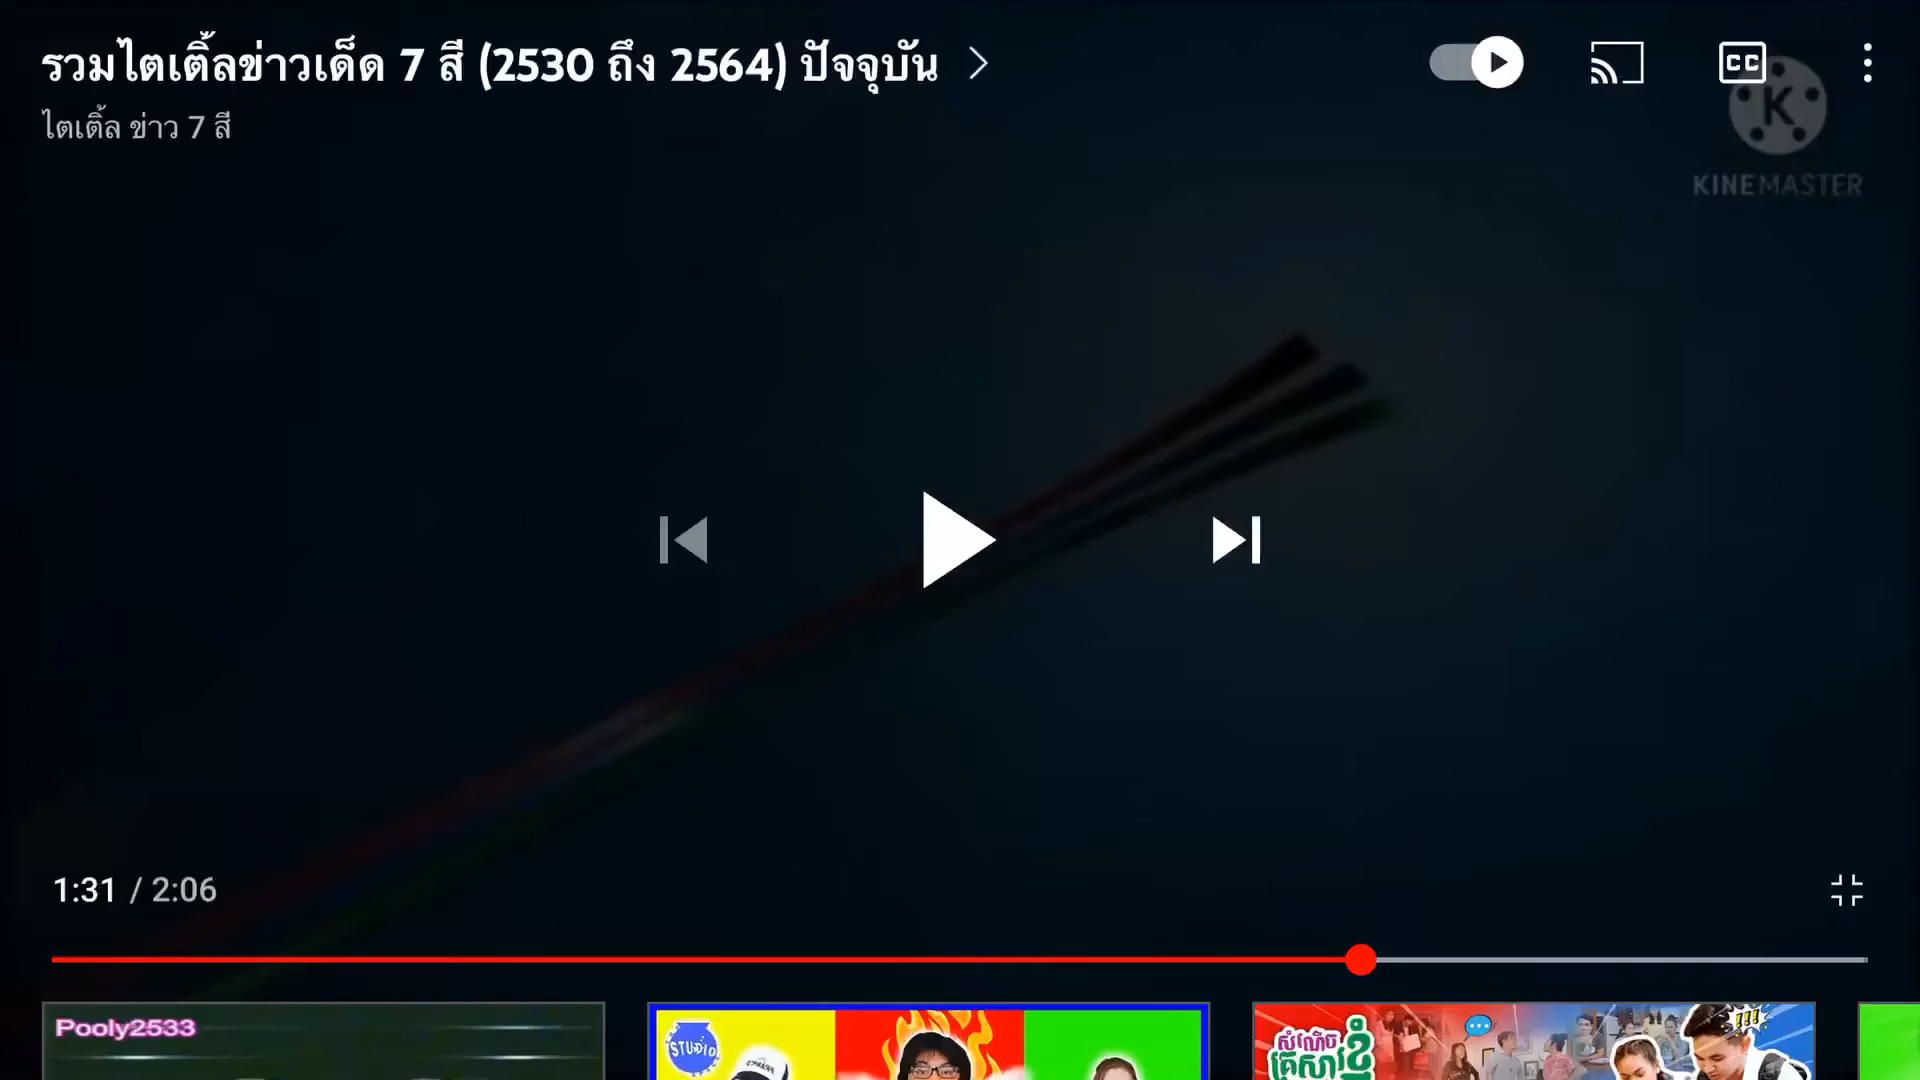 รวมไตเติ้ลข่าวเด็ด 7 สี (2530 ถึง 2564) ปัจจุบัน
ไตเติ้ล ข่าว 7 สี
CC
K
KINEMASTER
1:31 / 2:06
Pooly2533
STUDIO
!!!